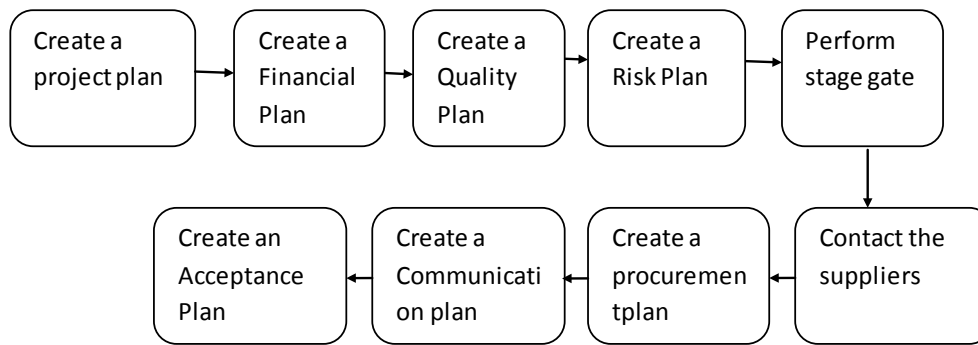 Create a
project plan
Create a
Financial
Plan
Create a
Quality
Plan
Create a
Risk Plan
Perform
stage gate
Contact the
suppliers
Create a
procuremen
tplan
Create a
Communicati
on plan
Create an
Acceptance
Plan